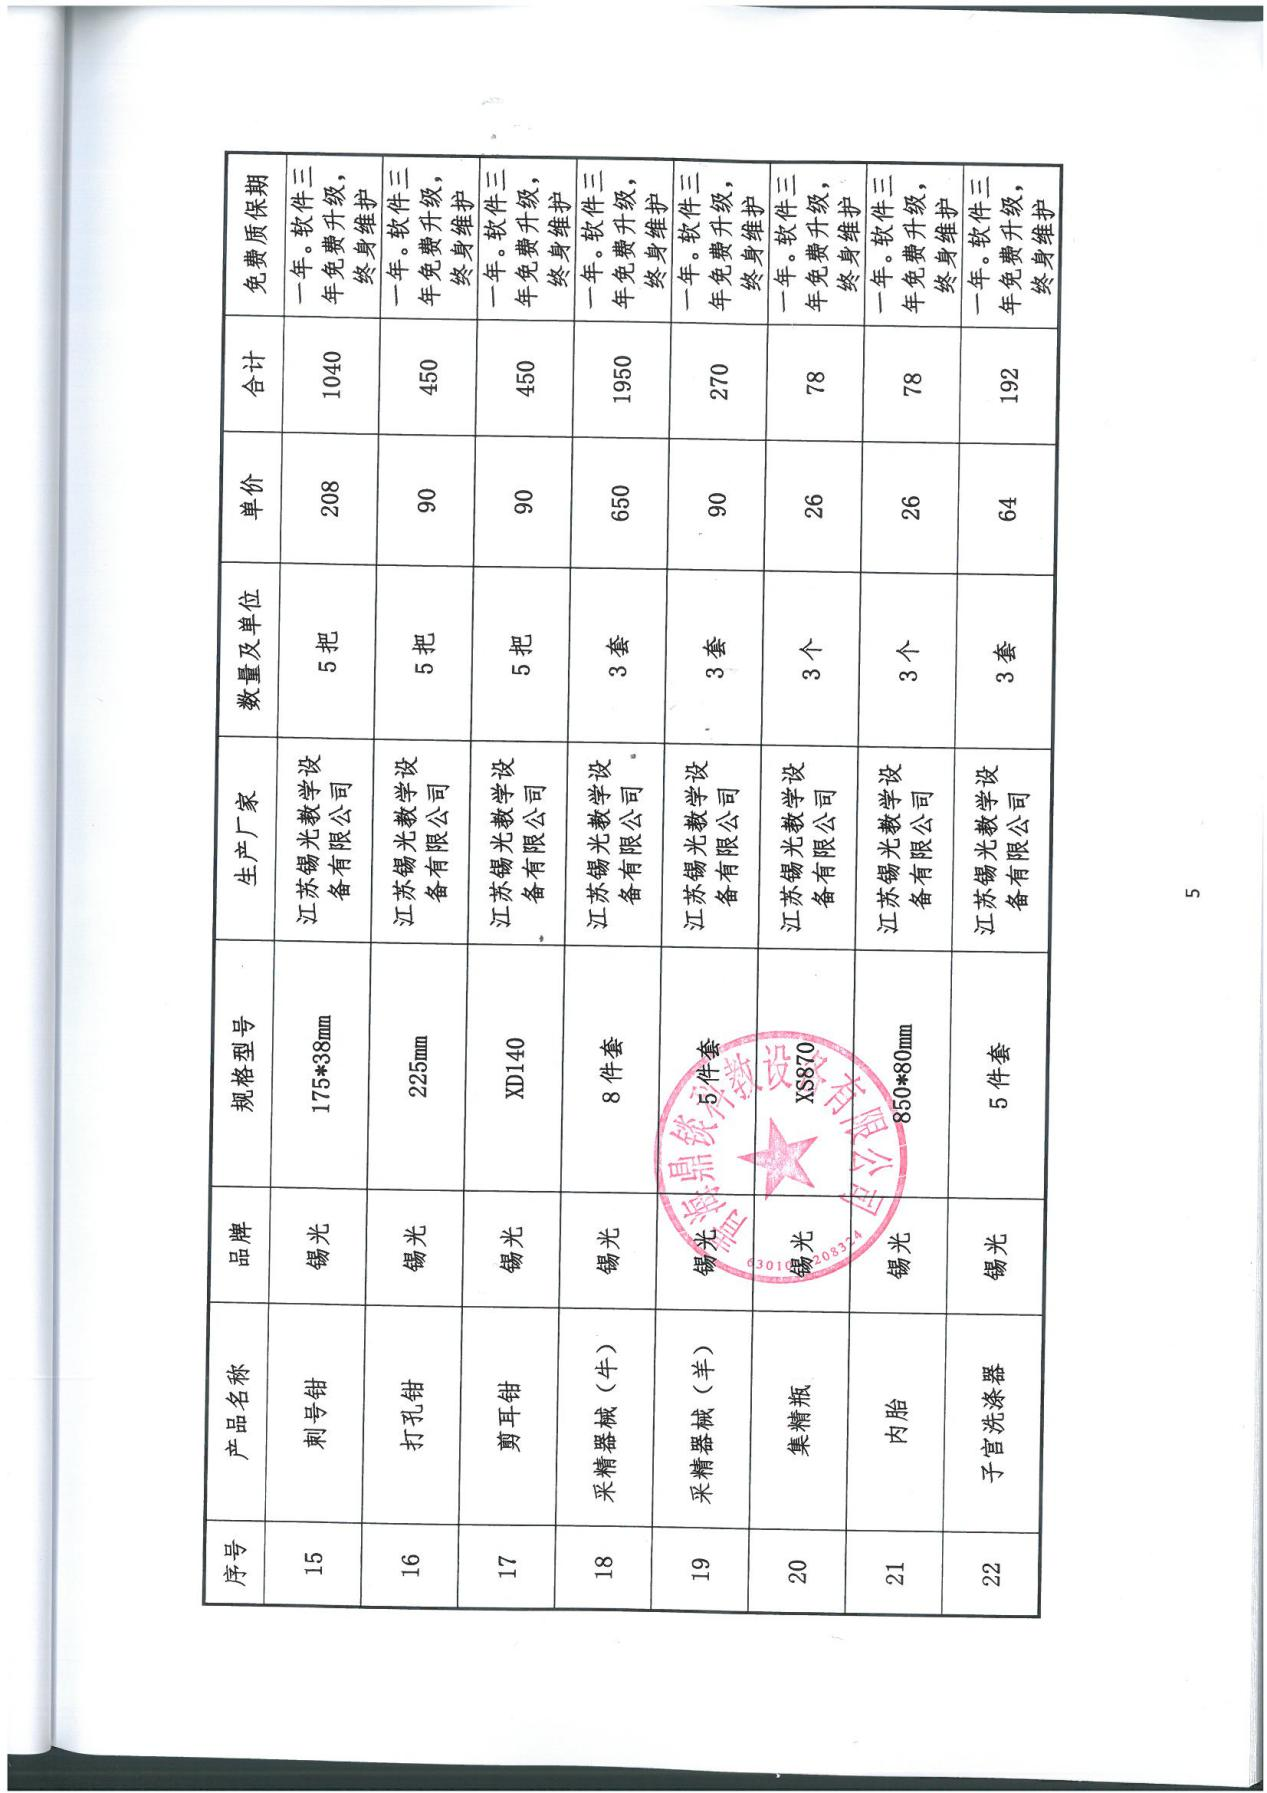 序号 产品名称 品牌 规格型号 生产厂家 数量及单位 单价 合计 免费质保期
15 刺号钳 锡光 175*38mm 江苏锡光教学设备有限公司 5把 208 1040 一年。软件三年免费升级，终身维护
16 打孔钳 锡光 225mm 江苏锡光教学设备有限公司 5把 90 450 一年。软件三年免费升级，终身维护
17 剪耳钳 锡光 XD140 江苏锡光教学设备有限公司 5把 90 450 一年。软件三年免费升级，终身维护
18 采精器械（牛） 锡光 8件套 江苏锡光教学设备有限公司 3套 650 1950 一年。软件三年免费升级，终身维护
19 采精器械（羊） 锡光 5件套 江苏锡光教学设备有限公司 3套 90 270 一年。软件三年免费升级，终身维护
20 集精瓶 锡光 XS870 江苏锡光教学设备有限公司 3个 26 78 一年。软件三年免费升级，终身维护
21 内胎 锡光 850*80mm 江苏锡光教学设备有限公司 3个 26 78 一年。软件三年免费升级，终身维护
22 子宫洗涤器 锡光 5件套 江苏锡光教学设备有限公司 3套 64 192 一年。软件三年免费升级，终身维护
青海鼎锬科教设备有限公司
5